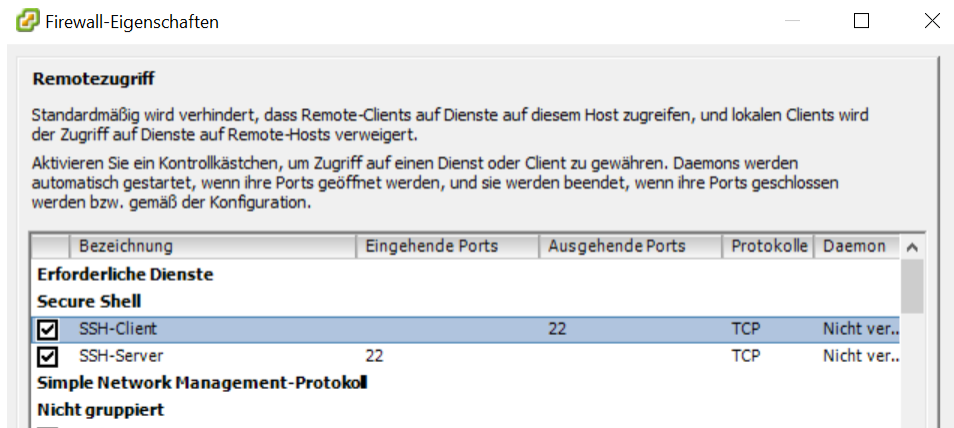 Firewall-Eigenschaften
Remotezugriff
Standardmäßig wird verhindert, dass Remote-Clients auf Dienste auf diesem Host zugreifen, und lokalen Clients wird
der Zugriff auf Dienste auf Remote-Hosts verweigert.
Aktivieren Sie ein Kontrollkästchen, um Zugriff auf einen Dienst oder Client zu gewähren. Daemons werden
automatisch gestartet, wenn ihre Ports geöffnet werden, und sie werden beendet, wenn ihre Ports geschlossen
werden bzw. gemäß der Konfiguration.
Bezeichnung Eingehende Ports Ausgehende Ports Protokolle Daemon
Erforderliche Dienste
Secure Shell
SSH-Client 22 TCP Nicht ver..
SSH-Server 22 TCP Nicht ver..
Simple Network Management-Protokoll
Nicht gruppiert